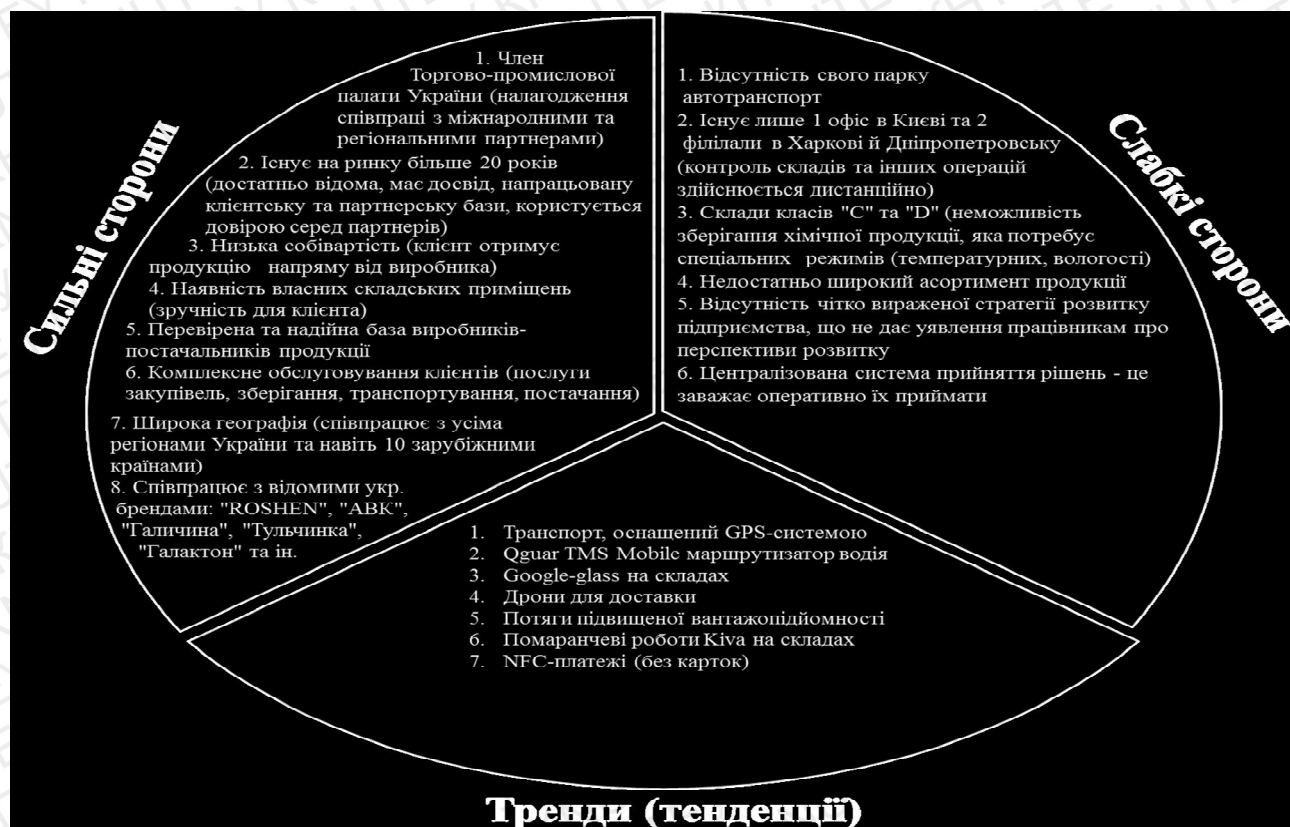 Сильні сторони
1. Член
Торгово-промислової
палати України (налагодження
співпраці з міжнародними та
регіональними партнерами)
2. Існує на ринку більше 20 років
(достатньо відома, має досвід, напрацьовану
клієнтську та партнерську бази, користується
довірою серед партнерів)
3. Низька собівартість (клієнт отримує
продукцію напряму від виробника)
4. Наявність власних складських приміщень
(зручність для клієнта)
5. Перевірена та надійна база виробників-
постачальників продукції
6. Комплексне обслуговування клієнтів (послуги
закупівель, зберігання, транспортування, постачання)
7. Широка географія (співпрацює з усіма
регіонами України та навіть 10 зарубіжними
країнами)
8. Співпрацює з відомими укр.
брендами: "ROSHEN", "АВК",
"Галичина", "Тульчинка",
"Галактон" та ін.
Слабкі сторони
1. Відсутність свого парку
автотранспорт
2. Існує лише 1 офіс в Києві та 2
філілали в Харкові й Дніпропетровську
(контроль складів та інших операцій
здійснюється дистанційно)
3. Склади класів "С" та "D" (неможливість
зберігання хімічної продукції, яка потребує
спеціальних режимів (температурних, вологості)
4. Недостатньо широкий асортимент продукції
5. Відсутність чітко вираженої стратегії розвитку
підприємства, що не дає уявлення працівникам про
перспективи розвитку
6. Централізована система прийняття рішень - це
заважає оперативно їх приймати
1. Транспорт, оснащений GPS-системою
2. Qguar TMS Mobile маршрутизатор водія
3. Google-glass на складах
4. Дрони для доставки
5. Потяги підвищеної вантажопідйомності
6. Помаранчеві роботи Kiva на складах
7. NFC-платежі (без карток)
Тренди (тенденції)